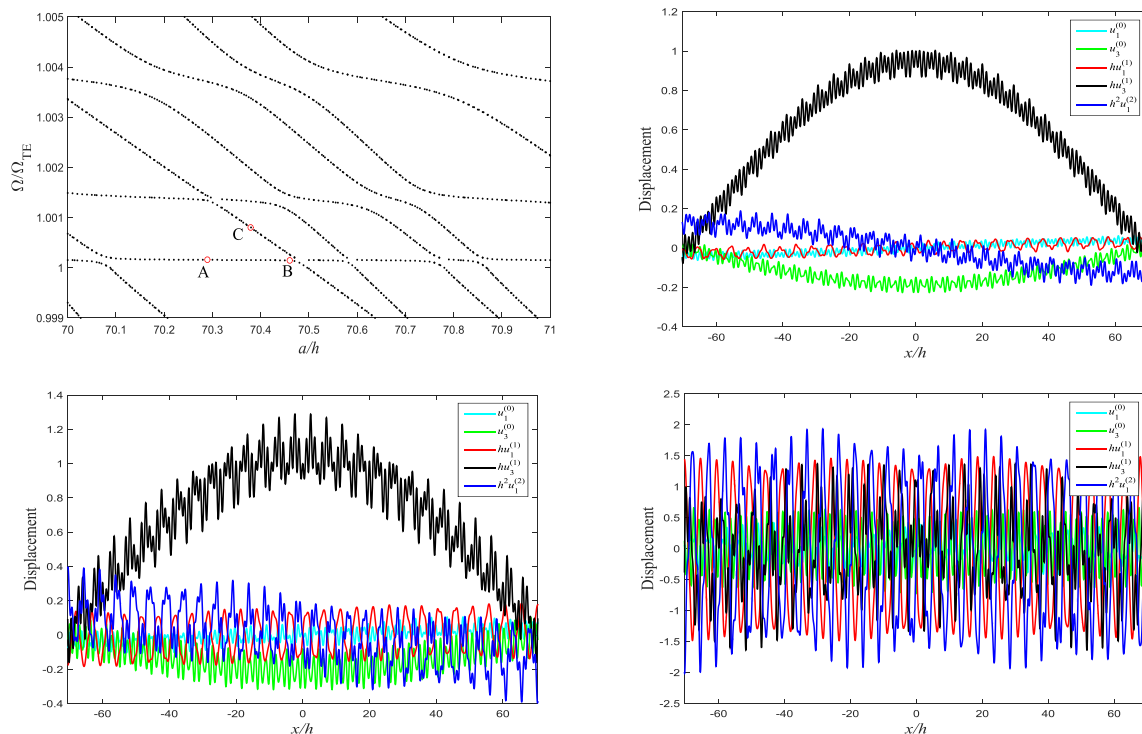 1.005
1.004
1.003
1.002
1.001
1
0.999
Ω/Ω_TE
C
A
B
70 70.1 70.2 70.3 70.4 70.5 70.6 70.7 70.8 70.9 71
a/h
1.2
1
0.8
0.6
0.4
0.2
0
-0.2
-0.4
Displacement
u_1^(0)
u_3^(0)
hu_1^(1)
hu_3^(1)
h^2u_1^(2)
-60 -40 -20 0 20 40 60
x/h
1.4
1.2
1
0.8
0.6
0.4
0.2
0
-0.2
-0.4
Displacement
u_1^(0)
u_3^(0)
hu_1^(1)
hu_3^(1)
h^2u_1^(2)
-60 -40 -20 0 20 40 60
x/h
2.5
2
1.5
1
0.5
0
-0.5
-1
-1.5
-2
-2.5
Displacement
u_1^(0)
u_3^(0)
hu_1^(1)
hu_3^(1)
h^2u_1^(2)
-60 -40 -20 0 20 40 60
x/h